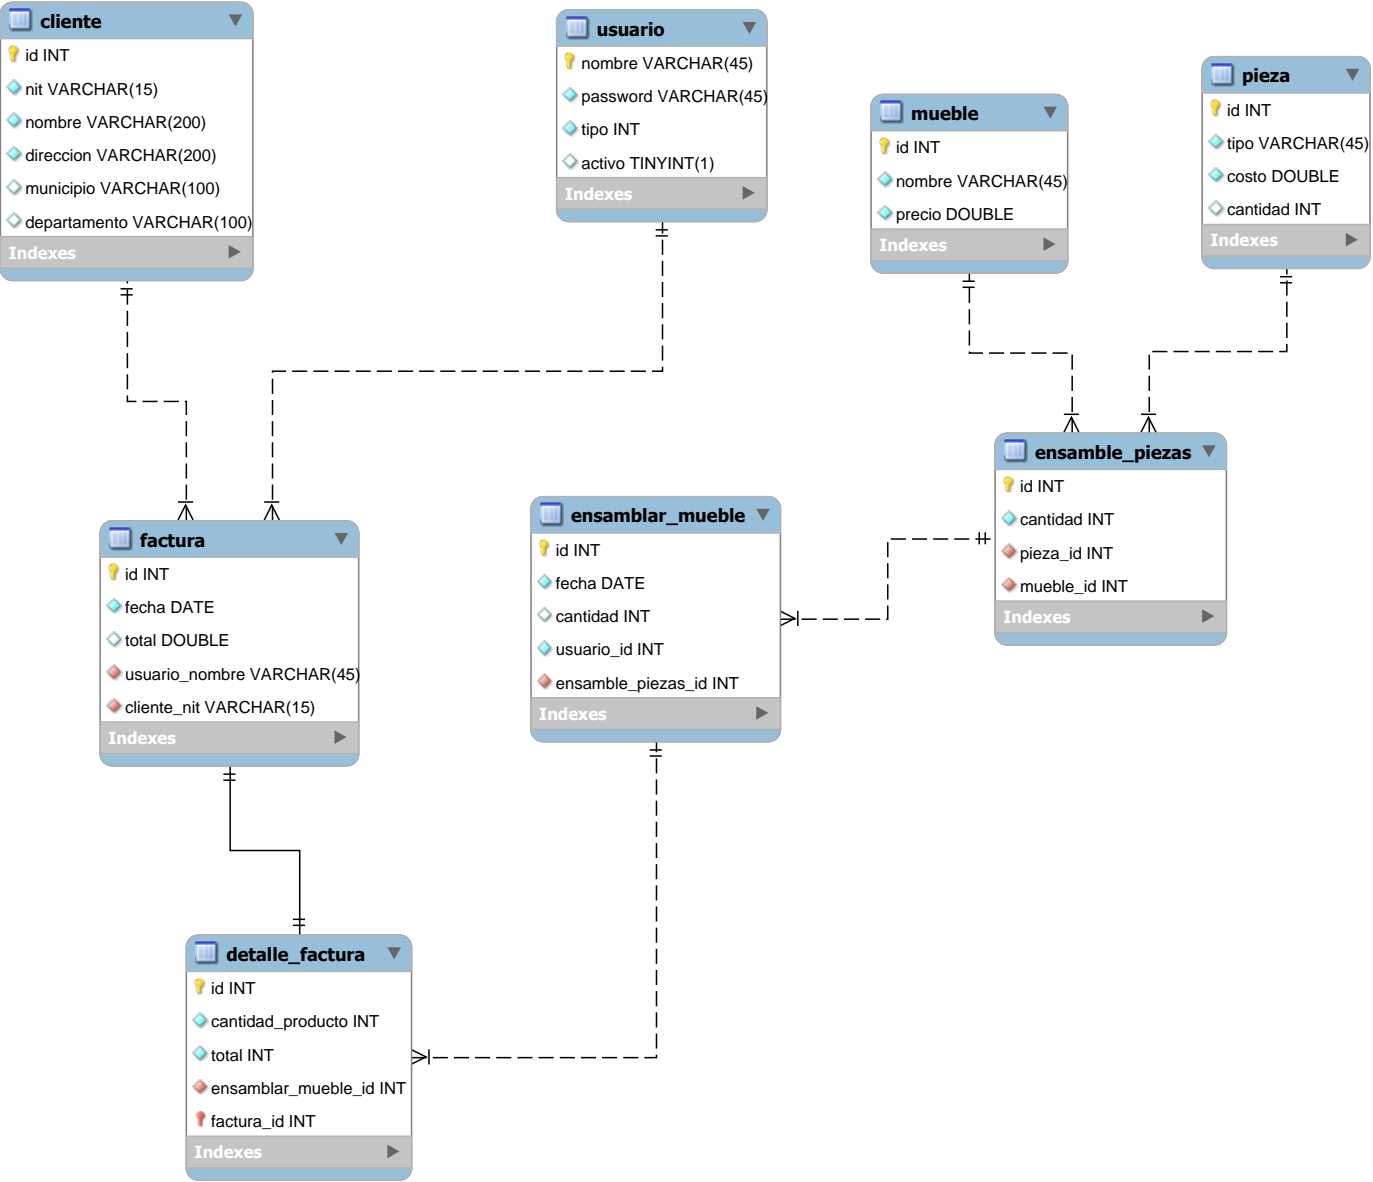 cliente
id INT
nit VARCHAR(15)
nombre VARCHAR(200)
direccion VARCHAR(200)
municipio VARCHAR(100)
departamento VARCHAR(100)
Indexes
usuario
nombre VARCHAR(45)
password VARCHAR(45)
tipo INT
activo TINYINT(1)
Indexes
mueble
id INT
nombre VARCHAR(45)
precio DOUBLE
Indexes
pieza
id INT
tipo VARCHAR(45)
costo DOUBLE
cantidad INT
Indexes
ensamble_piezas
id INT
cantidad INT
pieza_id INT
mueble_id INT
Indexes
ensamblar_mueble
id INT
fecha DATE
cantidad INT
usuario_id INT
ensamble_piezas_id INT
Indexes
factura
id INT
fecha DATE
total DOUBLE
usuario_nombre VARCHAR(45)
cliente_nit VARCHAR(15)
Indexes
detalle_factura
id INT
cantidad_producto INT
total INT
ensamblar_mueble_id INT
factura_id INT
Indexes